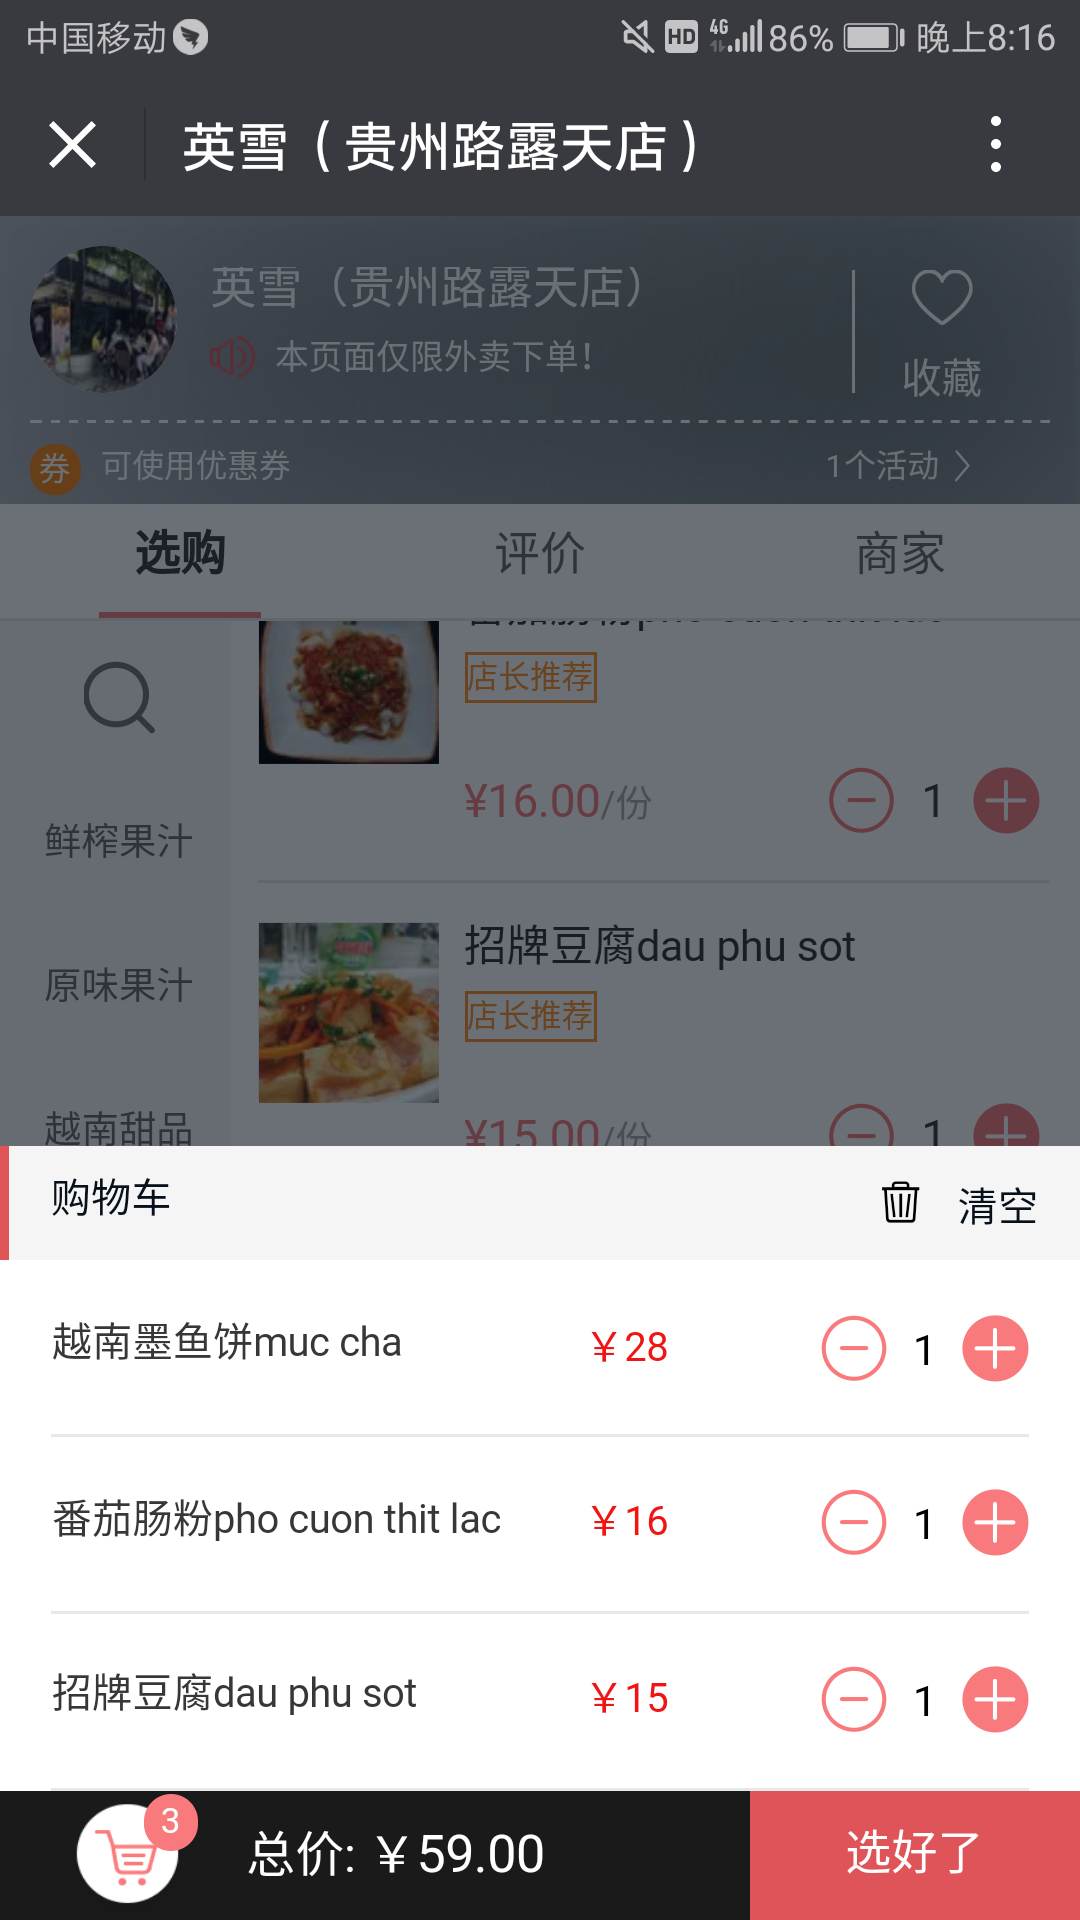 中国移动 HD 4G 86% 晚上8:16
英雪（贵州路露天店）
英雪（贵州路露天店）
本页面仅限外卖下单！
收藏
券 可使用优惠券 1个活动
选购 评价 商家
店长推荐
¥16.00/份 1
鲜榨果汁
招牌豆腐dau phu sot
原味果汁
店长推荐
越南甜品
¥15.00/份 1
购物车 清空
越南墨鱼饼muc cha ￥28 1
番茄肠粉pho cuon thit lac ￥16 1
招牌豆腐dau phu sot ￥15 1
3 总价: ￥59.00 选好了